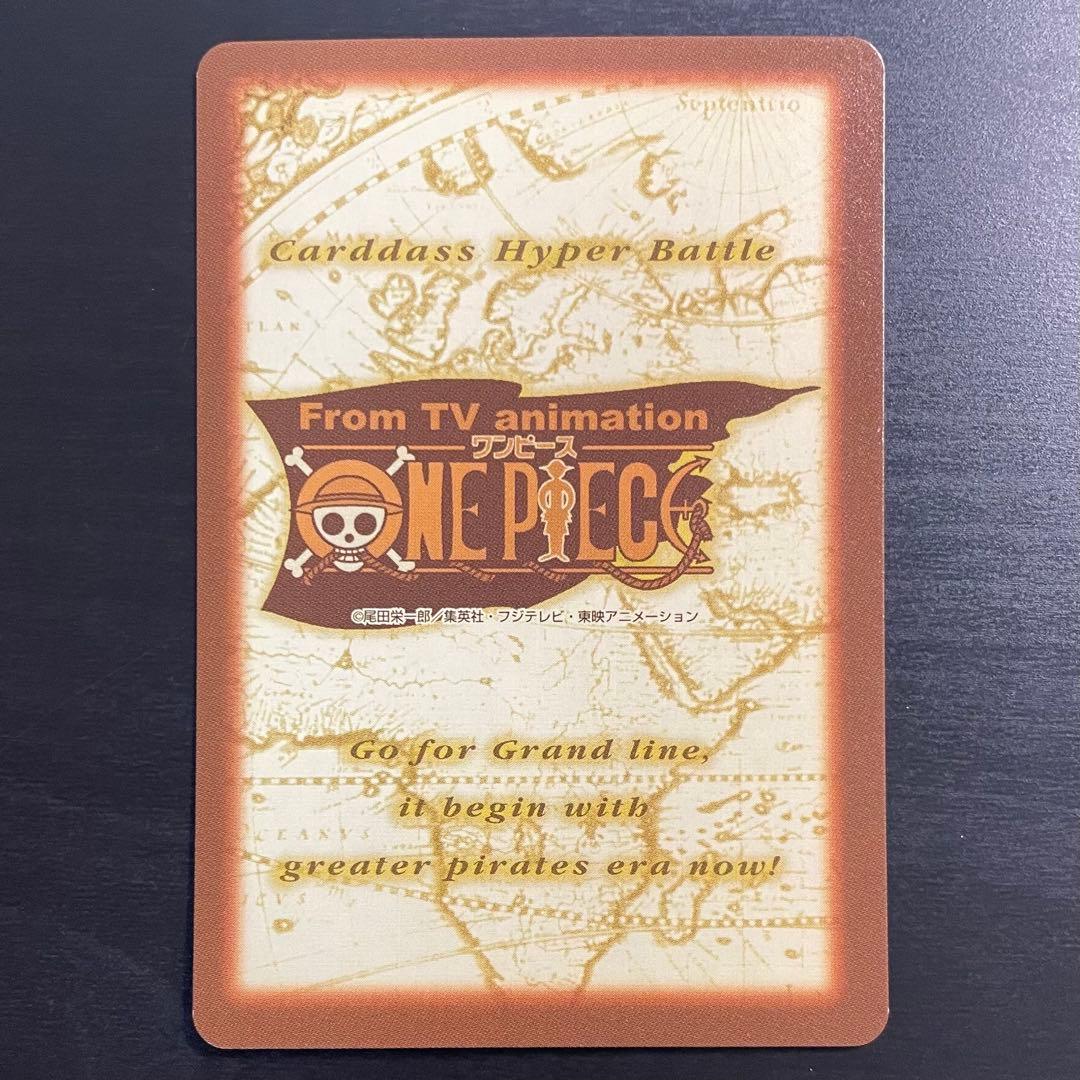 Septentrio
Carddass Hyper Battle
TLAN
From TV animation
ワンピース
ONE PIECE
©尾田栄一郎／集英社・フジテレビ・東映アニメーション
Go for Grand line,
it begin with
CEANVS
greater pirates era now!